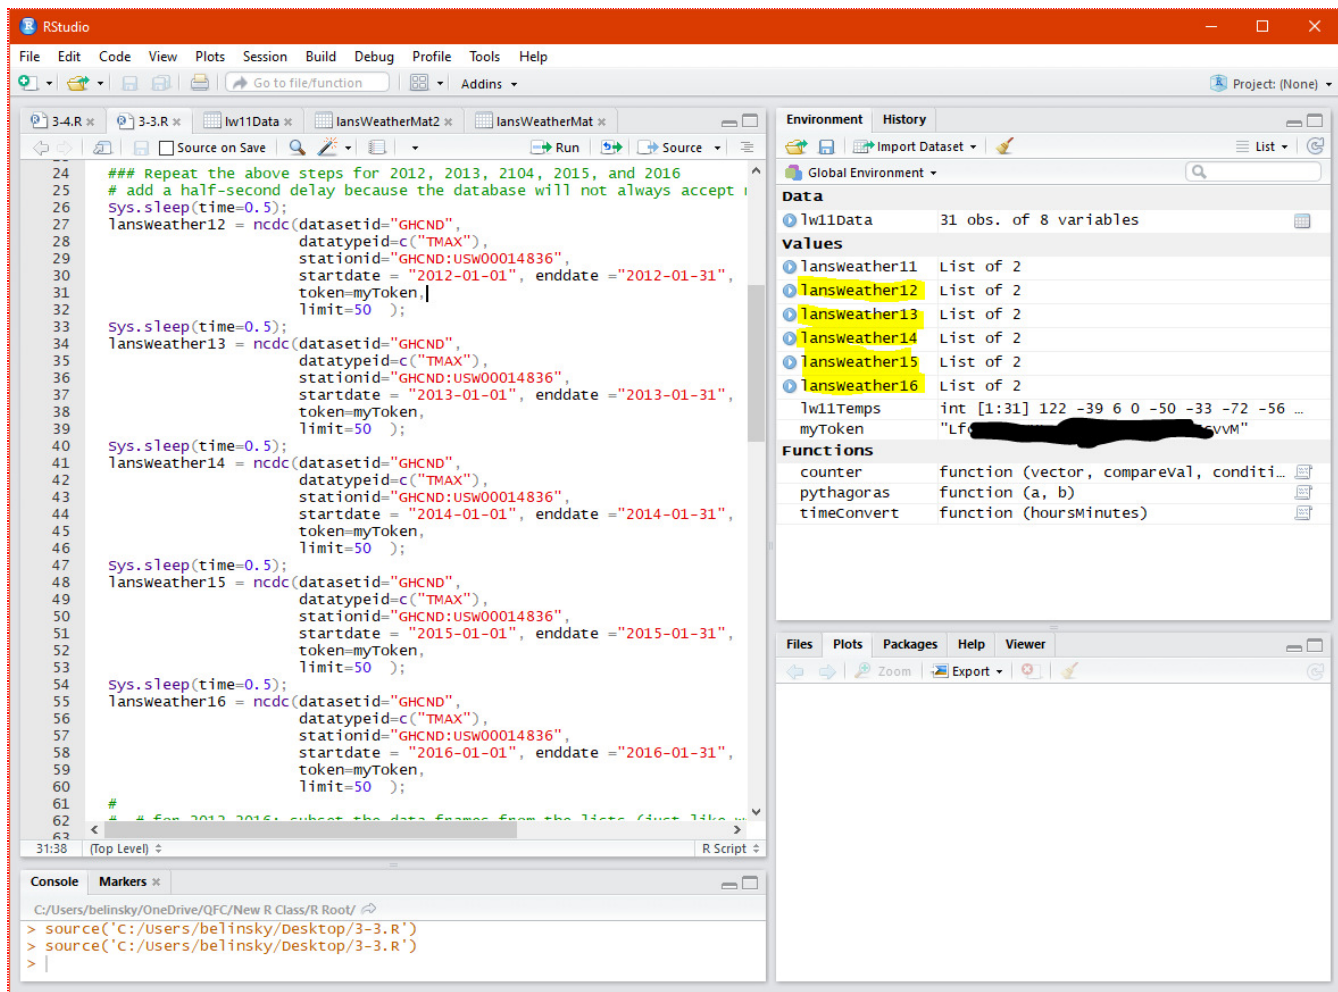 RStudio
File Edit Code View Plots Session Build Debug Profile Tools Help
Go to file/function Addins Project: (None)
3-4.R 3-3.R lw11Data lansWeatherMat2 lansWeatherMat
Source on Save Run Source
24 ### Repeat the above steps for 2012, 2013, 2104, 2015, and 2016
25 # add a half-second delay because the database will not always accept
26 Sys.sleep(time=0.5);
27 lansWeather12 = ncdc(datasetid="GHCND",
28 datatypeid=c("TMAX"),
29 stationid="GHCND:USW00014836",
30 startdate = "2012-01-01", enddate ="2012-01-31",
31 token=myToken,
32 limit=50 );
33 Sys.sleep(time=0.5);
34 lansWeather13 = ncdc(datasetid="GHCND",
35 datatypeid=c("TMAX"),
36 stationid="GHCND:USW00014836",
37 startdate = "2013-01-01", enddate ="2013-01-31",
38 token=myToken,
39 limit=50 );
40 Sys.sleep(time=0.5);
41 lansWeather14 = ncdc(datasetid="GHCND",
42 datatypeid=c("TMAX"),
43 stationid="GHCND:USW00014836",
44 startdate = "2014-01-01", enddate ="2014-01-31",
45 token=myToken,
46 limit=50 );
47 Sys.sleep(time=0.5);
48 lansWeather15 = ncdc(datasetid="GHCND",
49 datatypeid=c("TMAX"),
50 stationid="GHCND:USW00014836",
51 startdate = "2015-01-01", enddate ="2015-01-31",
52 token=myToken,
53 limit=50 );
54 Sys.sleep(time=0.5);
55 lansWeather16 = ncdc(datasetid="GHCND",
56 datatypeid=c("TMAX"),
57 stationid="GHCND:USW00014836",
58 startdate = "2016-01-01", enddate ="2016-01-31",
59 token=myToken,
60 limit=50 );
61 #
62 # # for 2012-2016: subset the data frames from the lists (just like
63
31:38 (Top Level) R Script
Console Markers
C:/Users/belinsky/OneDrive/QFC/New R Class/R Root/
> source('C:/Users/belinsky/Desktop/3-3.R')
> source('C:/Users/belinsky/Desktop/3-3.R')
>
Environment History
Import Dataset List
Global Environment
Data
lw11Data 31 obs. of 8 variables
Values
lansWeather11 List of 2
lansWeather12 List of 2
lansWeather13 List of 2
lansWeather14 List of 2
lansWeather15 List of 2
lansWeather16 List of 2
lw11Temps int [1:31] 122 -39 6 0 -50 -33 -72 -56 …
myToken
Functions
counter function (vector, compareVal, conditi…
pythagoras function (a, b)
timeConvert function (hoursMinutes)
Files Plots Packages Help Viewer
Zoom Export